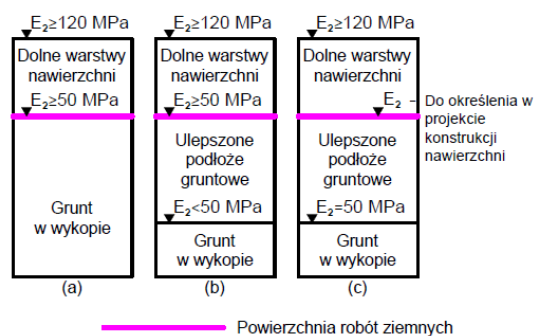 E₂≥120 MPa
Dolne warstwy
nawierzchni
E₂≥50 MPa
Grunt
w wykopie
(a)
E₂≥120 MPa
Dolne warstwy
nawierzchni
E₂≥50 MPa
Ulepszone
podłoże
gruntowe
E₂<50 MPa
Grunt
w wykopie
(b)
E₂≥120 MPa
Dolne warstwy
nawierzchni
E₂ -
Do określenia w
projekcie
konstrukcji
nawierzchni
Ulepszone
podłoże
gruntowe
E₂=50 MPa
Grunt
w wykopie
(c)
Powierzchnia robót ziemnych